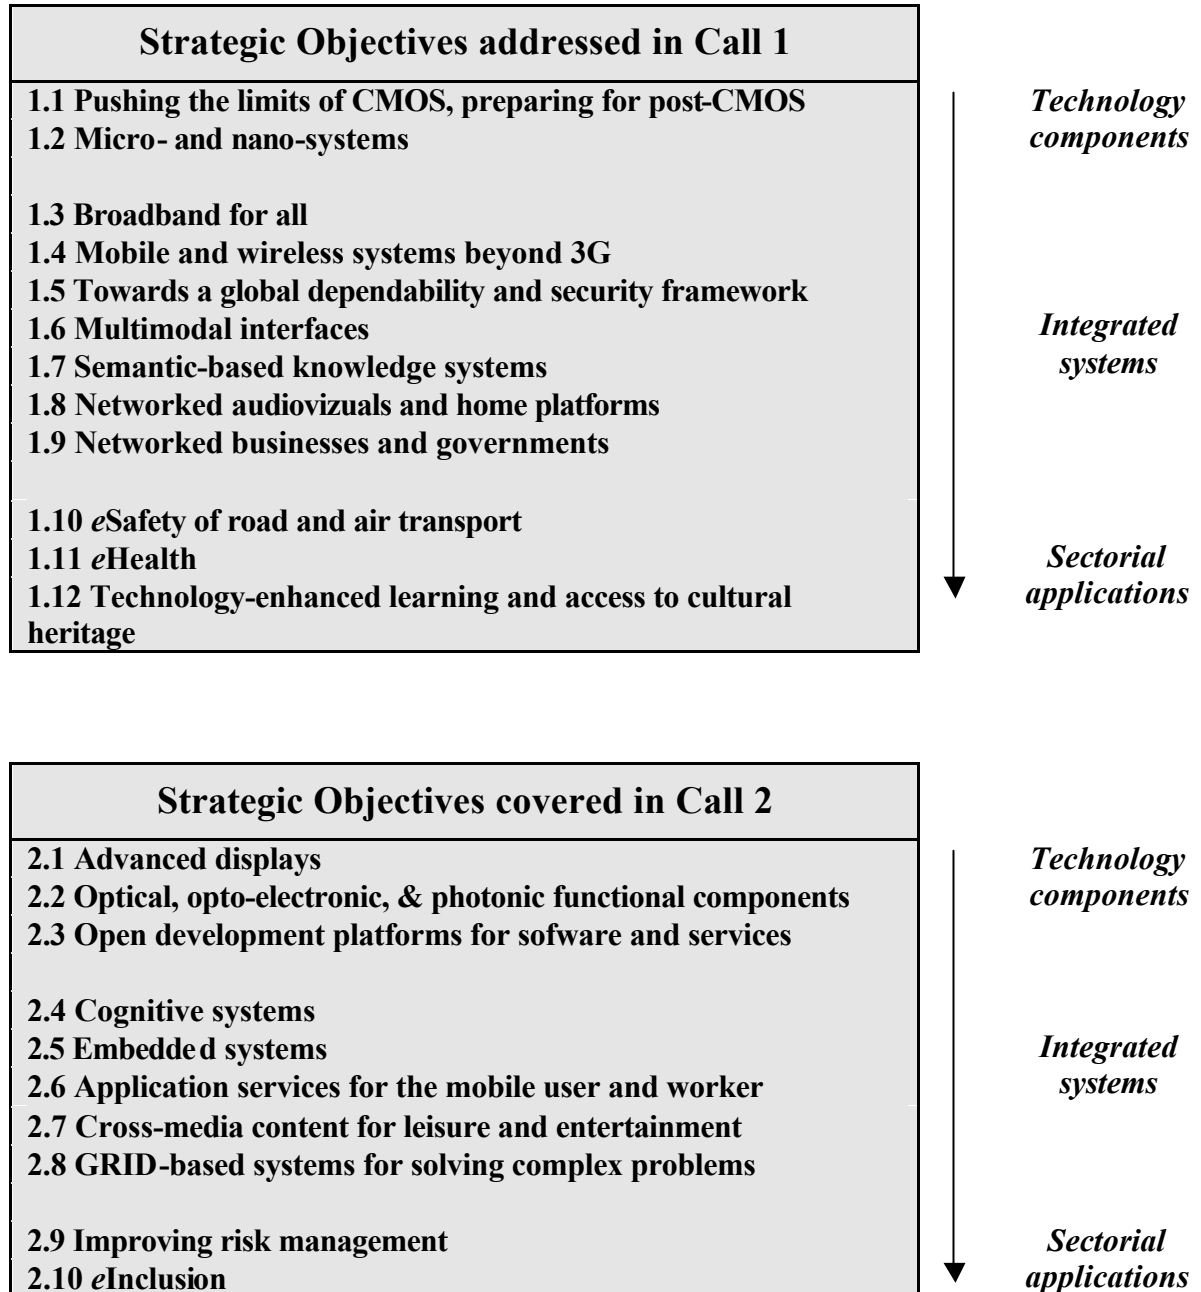 Strategic Objectives addressed in Call 1
1.1 Pushing the limits of CMOS, preparing for post-CMOS
1.2 Micro- and nano-systems
1.3 Broadband for all
1.4 Mobile and wireless systems beyond 3G
1.5 Towards a global dependability and security framework
1.6 Multimodal interfaces
1.7 Semantic-based knowledge systems
1.8 Networked audiovizuals and home platforms
1.9 Networked businesses and governments
1.10 eSafety of road and air transport
1.11 eHealth
1.12 Technology-enhanced learning and access to cultural
heritage
Technology
components
Integrated
systems
Sectorial
applications
Strategic Objectives covered in Call 2
2.1 Advanced displays
2.2 Optical, opto-electronic, & photonic functional components
2.3 Open development platforms for sofware and services
2.4 Cognitive systems
2.5 Embedded systems
2.6 Application services for the mobile user and worker
2.7 Cross-media content for leisure and entertainment
2.8 GRID-based systems for solving complex problems
2.9 Improving risk management
2.10 eInclusion
Technology
components
Integrated
systems
Sectorial
applications